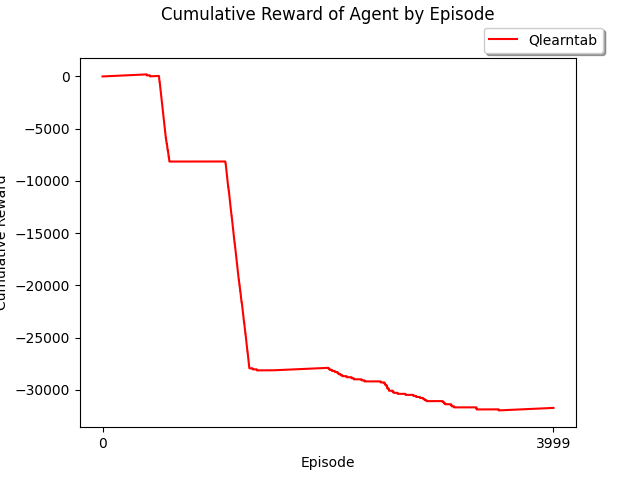 Cumulative Reward of Agent by Episode
Qlearntab
0
−5000
−10000
−15000
−20000
−25000
−30000
Cumulative Reward
0
3999
Episode